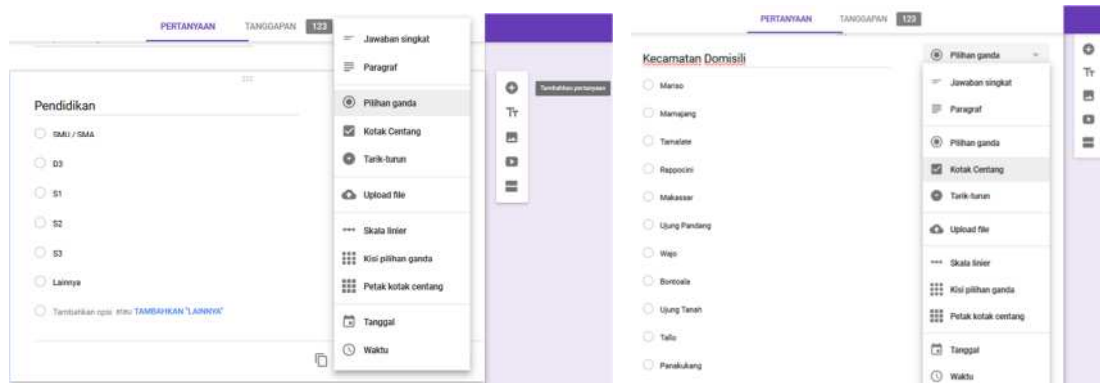 PERTANYAAN TANGGAPAN 123
Pendidikan
SMU / SMA
D3
S1
S2
S3
Lainnya
Tambahkan opsi atau TAMBAHKAN "LAINNYA"
Jawaban singkat
Paragraf
Pilihan ganda
Kotak Centang
Tarik-turun
Upload file
Skala linier
Kisi pilihan ganda
Petak kotak centang
Tanggal
Waktu
Tambahkan pertanyaan
Tт
PERTANYAAN TANGGAPAN 123
Kecamatan Domisili
Mariso
Mamajang
Tamalate
Rappocini
Makassar
Ujung Pandang
Wajo
Bontoala
Ujung Tanah
Tallo
Panakukang
Pilihan ganda
Jawaban singkat
Paragraf
Pilihan ganda
Kotak Centang
Tarik-turun
Upload file
Skala linier
Kisi pilihan ganda
Petak kotak centang
Tanggal
Waktu
Tт